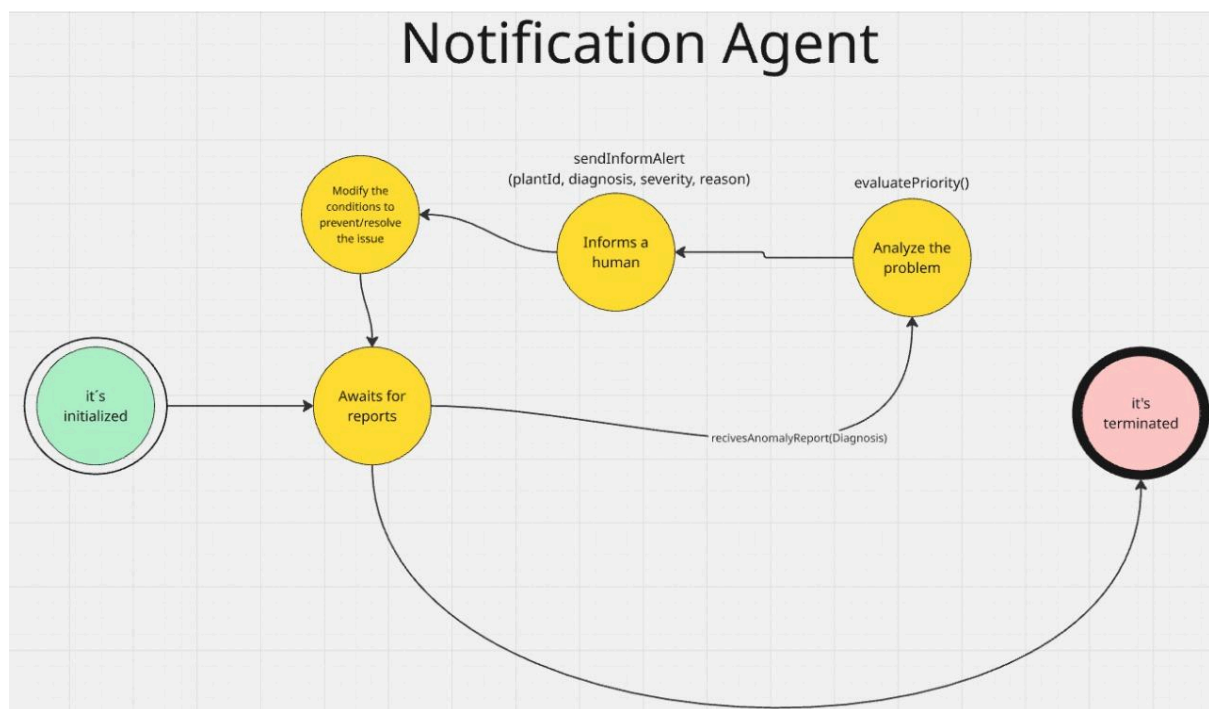 Notification Agent
sendInformAlert
(plantId, diagnosis, severity, reason)
evaluatePriority()
Modify the
conditions to
prevent/resolve
the issue
Informs a
human
Analyze the
problem
it´s
initialized
Awaits for
reports
recivesAnomalyReport(Diagnosis)
it's
terminated